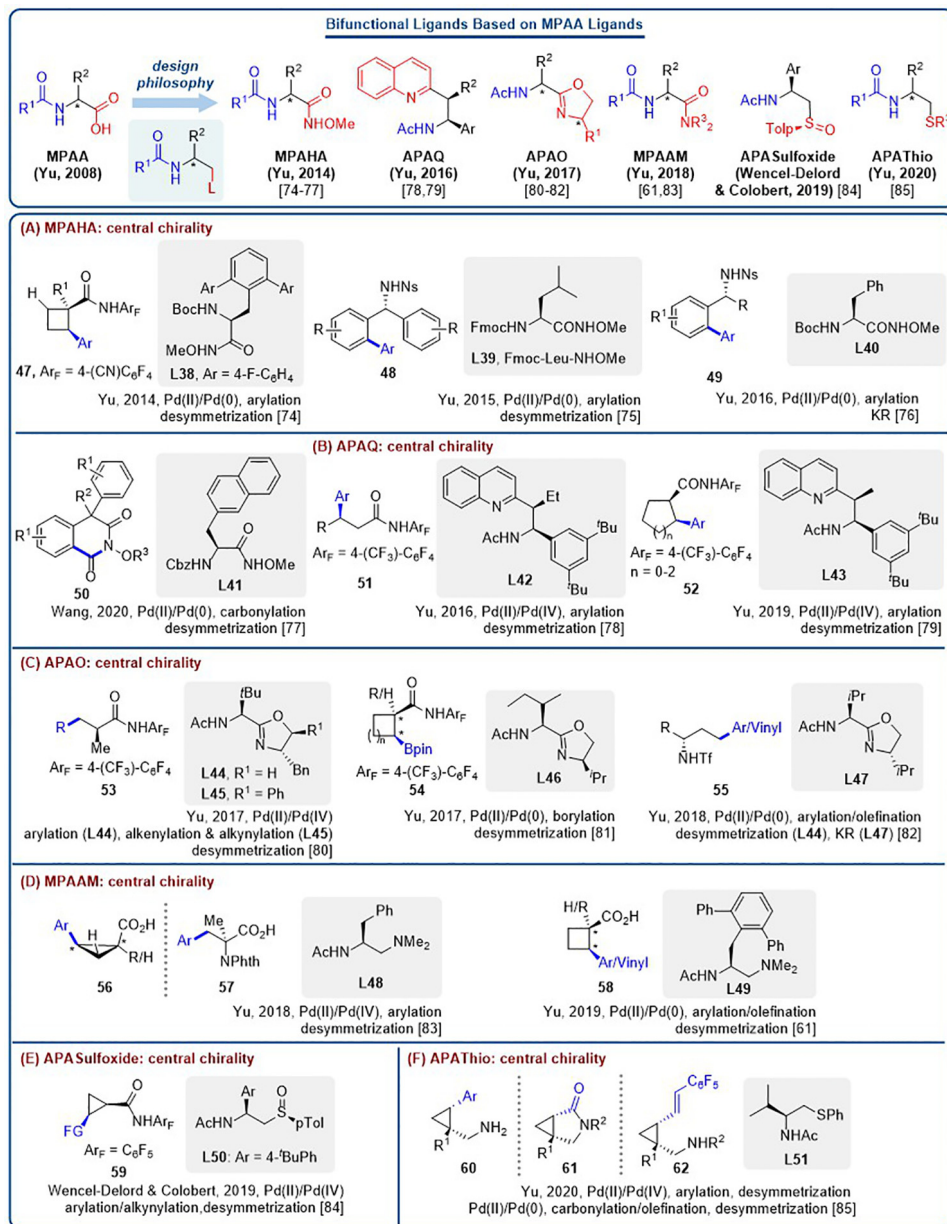 Bifunctional Ligands Based on MPAA Ligands
design
philosophy
MPAA
(Yu, 2008)
MPAHA
(Yu, 2014)
[74-77]
APAQ
(Yu, 2016)
[78,79]
APAO
(Yu, 2017)
[80-82]
MPAAM
(Yu, 2018)
[61,83]
APASulfoxide
(Wencel-Delord
& Colobert, 2019) [84]
APAThio
(Yu, 2020)
[85]
(A) MPAHA: central chirality
47, ArF = 4-(CN)C6F4
L38, Ar = 4-F-C6H4
Yu, 2014, Pd(II)/Pd(0), arylation
desymmetrization [74]
48
L39, Fmoc-Leu-NHOMe
Yu, 2015, Pd(II)/Pd(0), arylation
desymmetrization [75]
49
L40
Yu, 2016, Pd(II)/Pd(0), arylation
KR [76]
50
L41
Wang, 2020, Pd(II)/Pd(0), carbonylation
desymmetrization [77]
(B) APAQ: central chirality
ArF = 4-(CF3)-C6F4
51
L42
Yu, 2016, Pd(II)/Pd(IV), arylation
desymmetrization [78]
ArF = 4-(CF3)-C6F4
n = 0-2
52
L43
Yu, 2019, Pd(II)/Pd(IV), arylation
desymmetrization [79]
(C) APAO: central chirality
ArF = 4-(CF3)-C6F4
53
L44, R1 = H
L45, R1 = Ph
Yu, 2017, Pd(II)/Pd(IV)
arylation (L44), alkenylation & alkynylation (L45)
desymmetrization [80]
ArF = 4-(CF3)-C6F4
54
L46
Yu, 2017, Pd(II)/Pd(0), borylation
desymmetrization [81]
55
L47
Yu, 2018, Pd(II)/Pd(0), arylation/olefination
desymmetrization (L44), KR (L47) [82]
(D) MPAAM: central chirality
56
57
L48
Yu, 2018, Pd(II)/Pd(IV), arylation
desymmetrization [83]
58
L49
Yu, 2019, Pd(II)/Pd(0), arylation/olefination
desymmetrization [61]
(E) APASulfoxide: central chirality
ArF = C6F5
59
L50: Ar = 4-tBuPh
Wencel-Delord & Colobert, 2019, Pd(II)/Pd(IV)
arylation/alkynylation,desymmetrization [84]
(F) APAThio: central chirality
60
61
62
L51
Yu, 2020, Pd(II)/Pd(IV), arylation, desymmetrization
Pd(II)/Pd(0), carbonylation/olefination, desymmetrization [85]